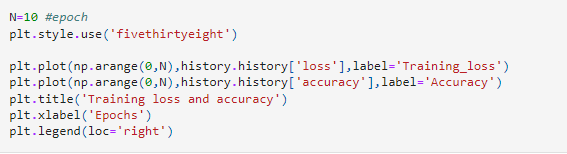 N=10 #epoch
plt.style.use('fivethirtyeight')
plt.plot(np.arange(0,N),history.history['loss'],label='Training_loss')
plt.plot(np.arange(0,N),history.history['accuracy'],label='Accuracy')
plt.title('Training loss and accuracy')
plt.xlabel('Epochs')
plt.legend(loc='right')